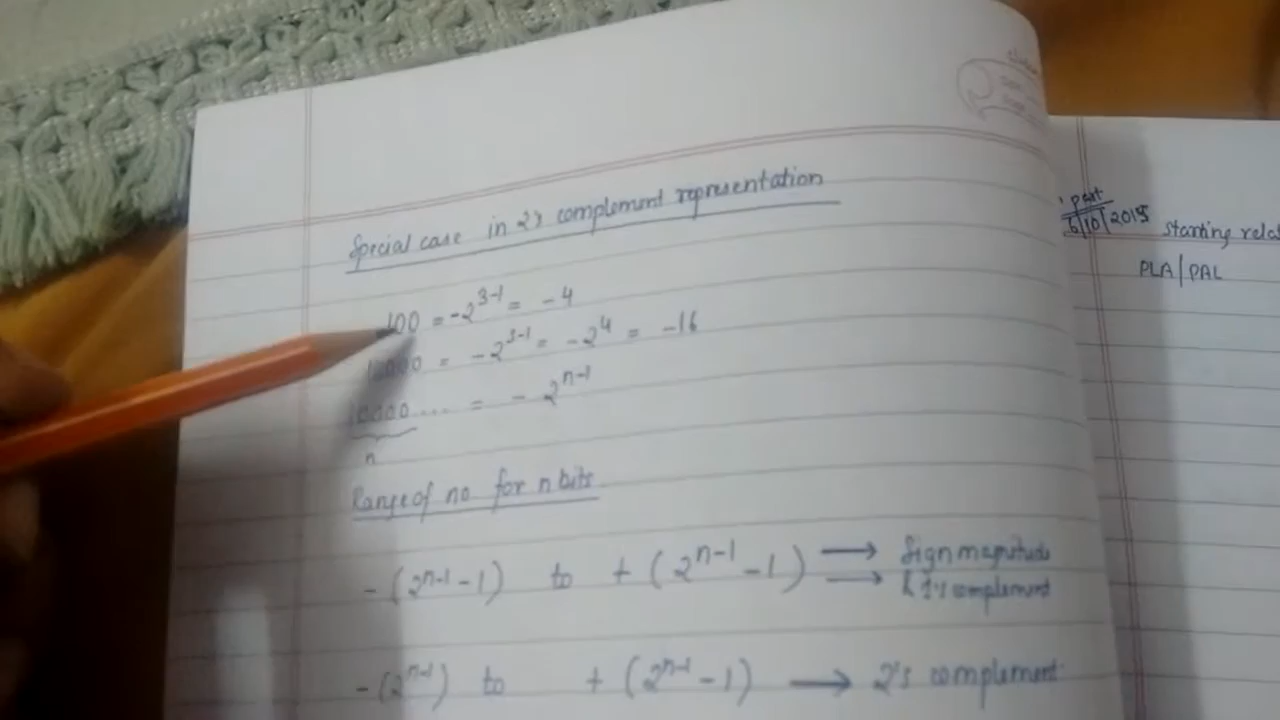 Special case in 2's complement representation
100 = -2^3-1 = -4
10000 = -2^5-1 = -2^4 = -16
10000.... = -2^n-1
n
Range of no for n bits
-(2^n-1 -1) to +(2^n-1 -1) → Sign magnitude
→ & 1's complement
-(2^n-1) to +(2^n-1 -1) → 2's complement
part
6/10/2015 starting
PLA/PAL